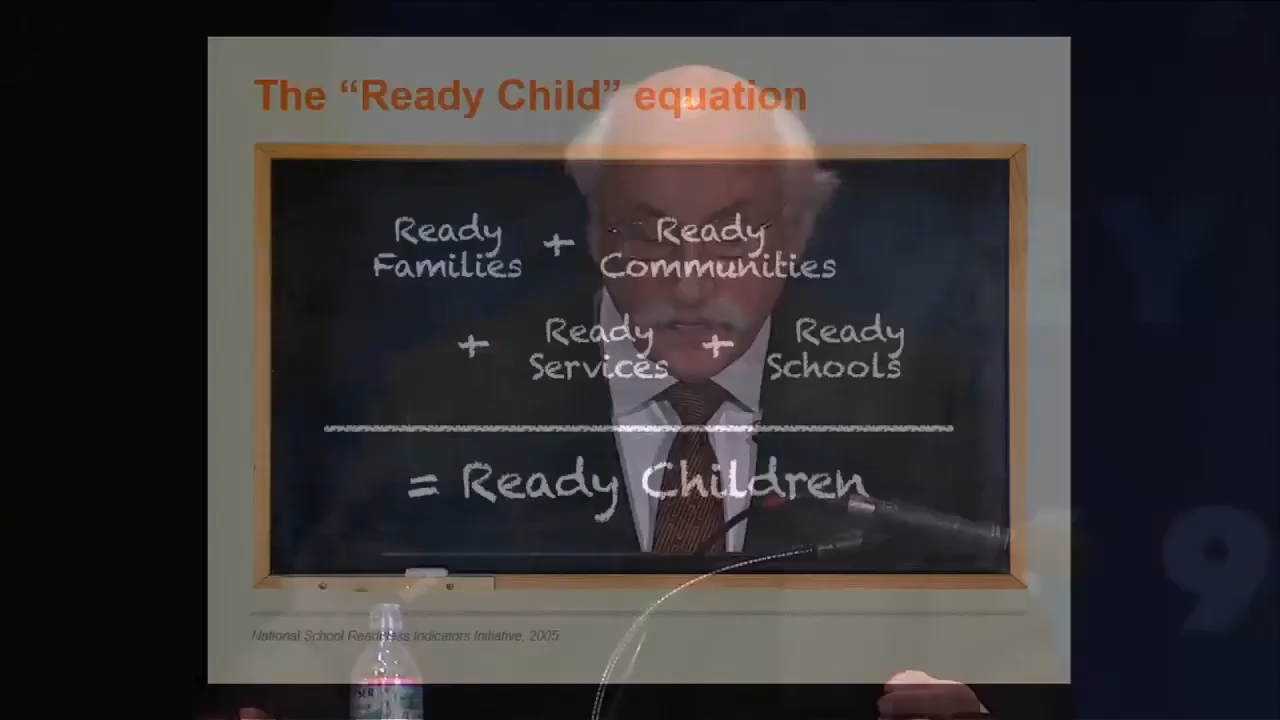 The “Ready Child” equation
Ready + Ready
Families Communities
+ Ready + Ready
Services Schools
= Ready Children
National School Readiness Indicators Initiative, 2005
Y
9